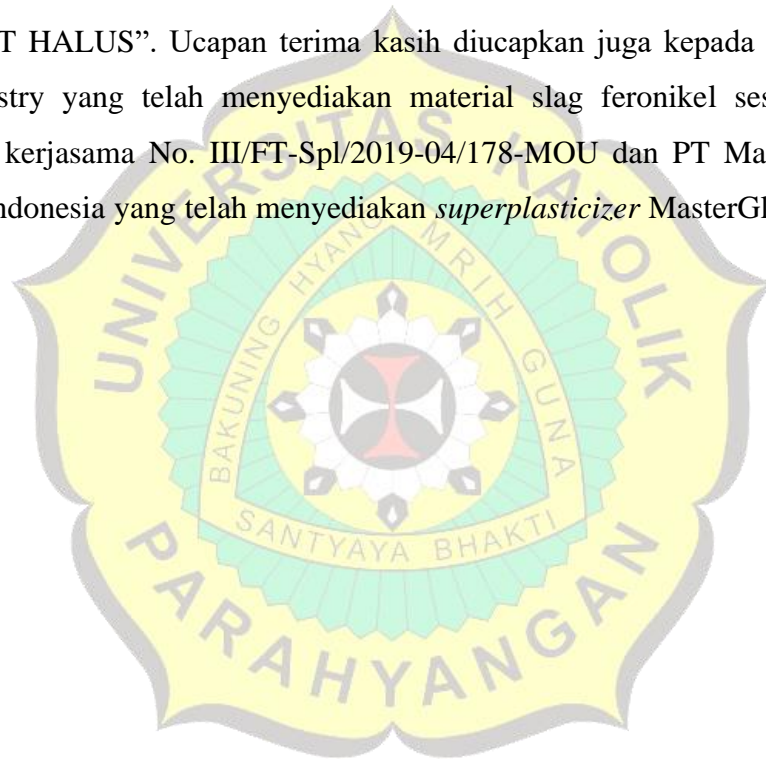 T HALUS”. Ucapan terima kasih diucapkan juga kepada
stry yang telah menyediakan material slag feronikel ses
kerjasama No. III/FT-Spl/2019-04/178-MOU dan PT Ma
ndonesia yang telah menyediakan superplasticizer MasterGl
UNIVERSITAS KATOLIK
BAKUNING HYANG MRIH GUNA
SANTYAYA BHAKTI
PARAHYANGAN